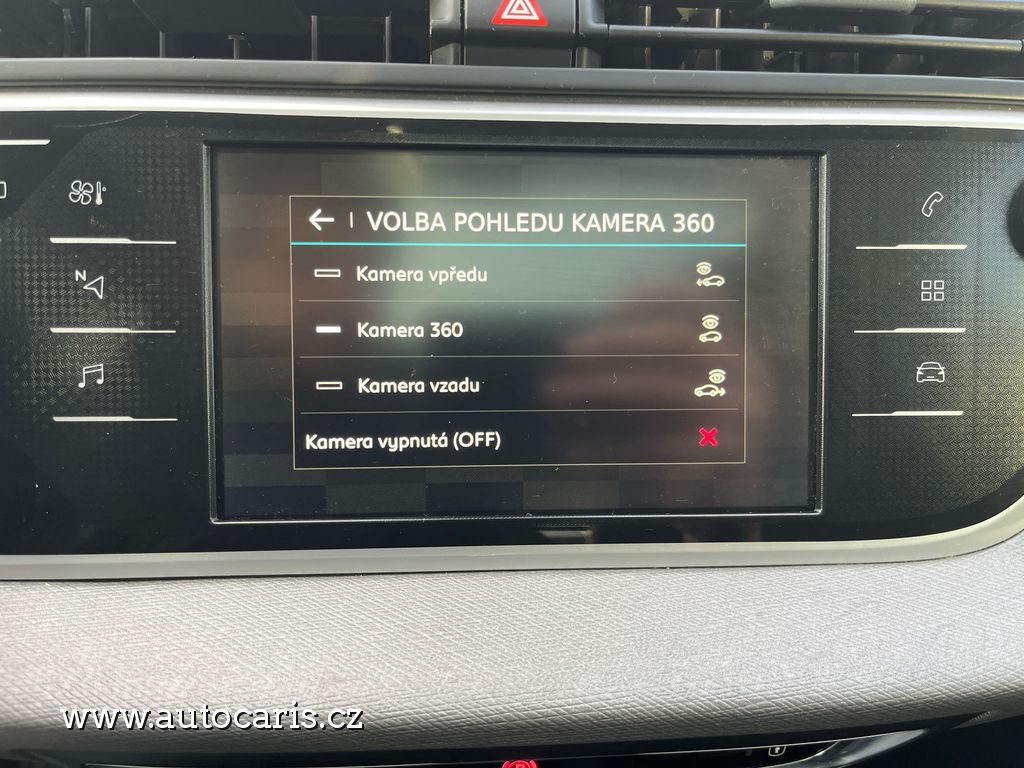 N
VOLBA POHLEDU KAMERA 360
Kamera vpředu
Kamera 360
Kamera vzadu
Kamera vypnutá (OFF)
www.autocaris.cz